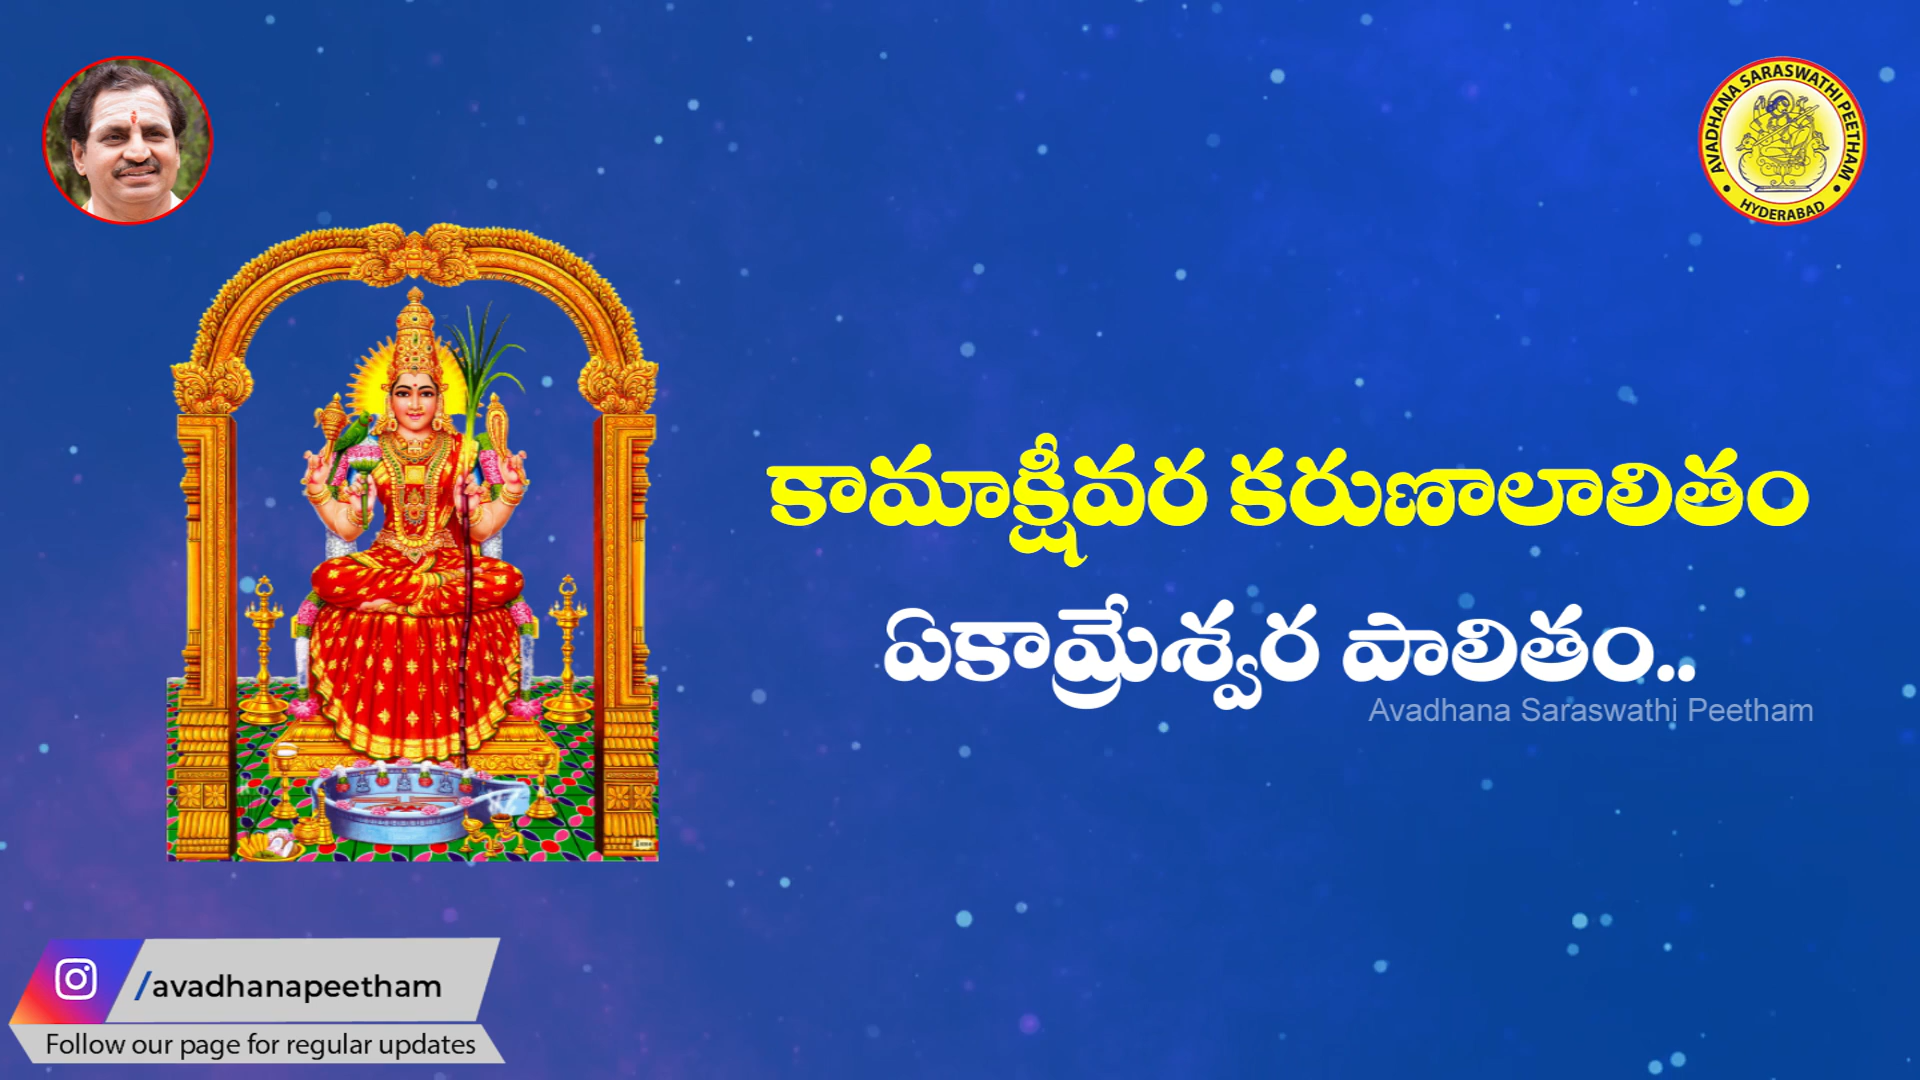 AVADHANA SARASWATHI PEETHAM
HYDERABAD
కామాక్షీవర కరుణాలాలితం
ఏకామ్రేశ్వర పాలితం..
Avadhana Saraswathi Peetham
/avadhanapeetham
Follow our page for regular updates